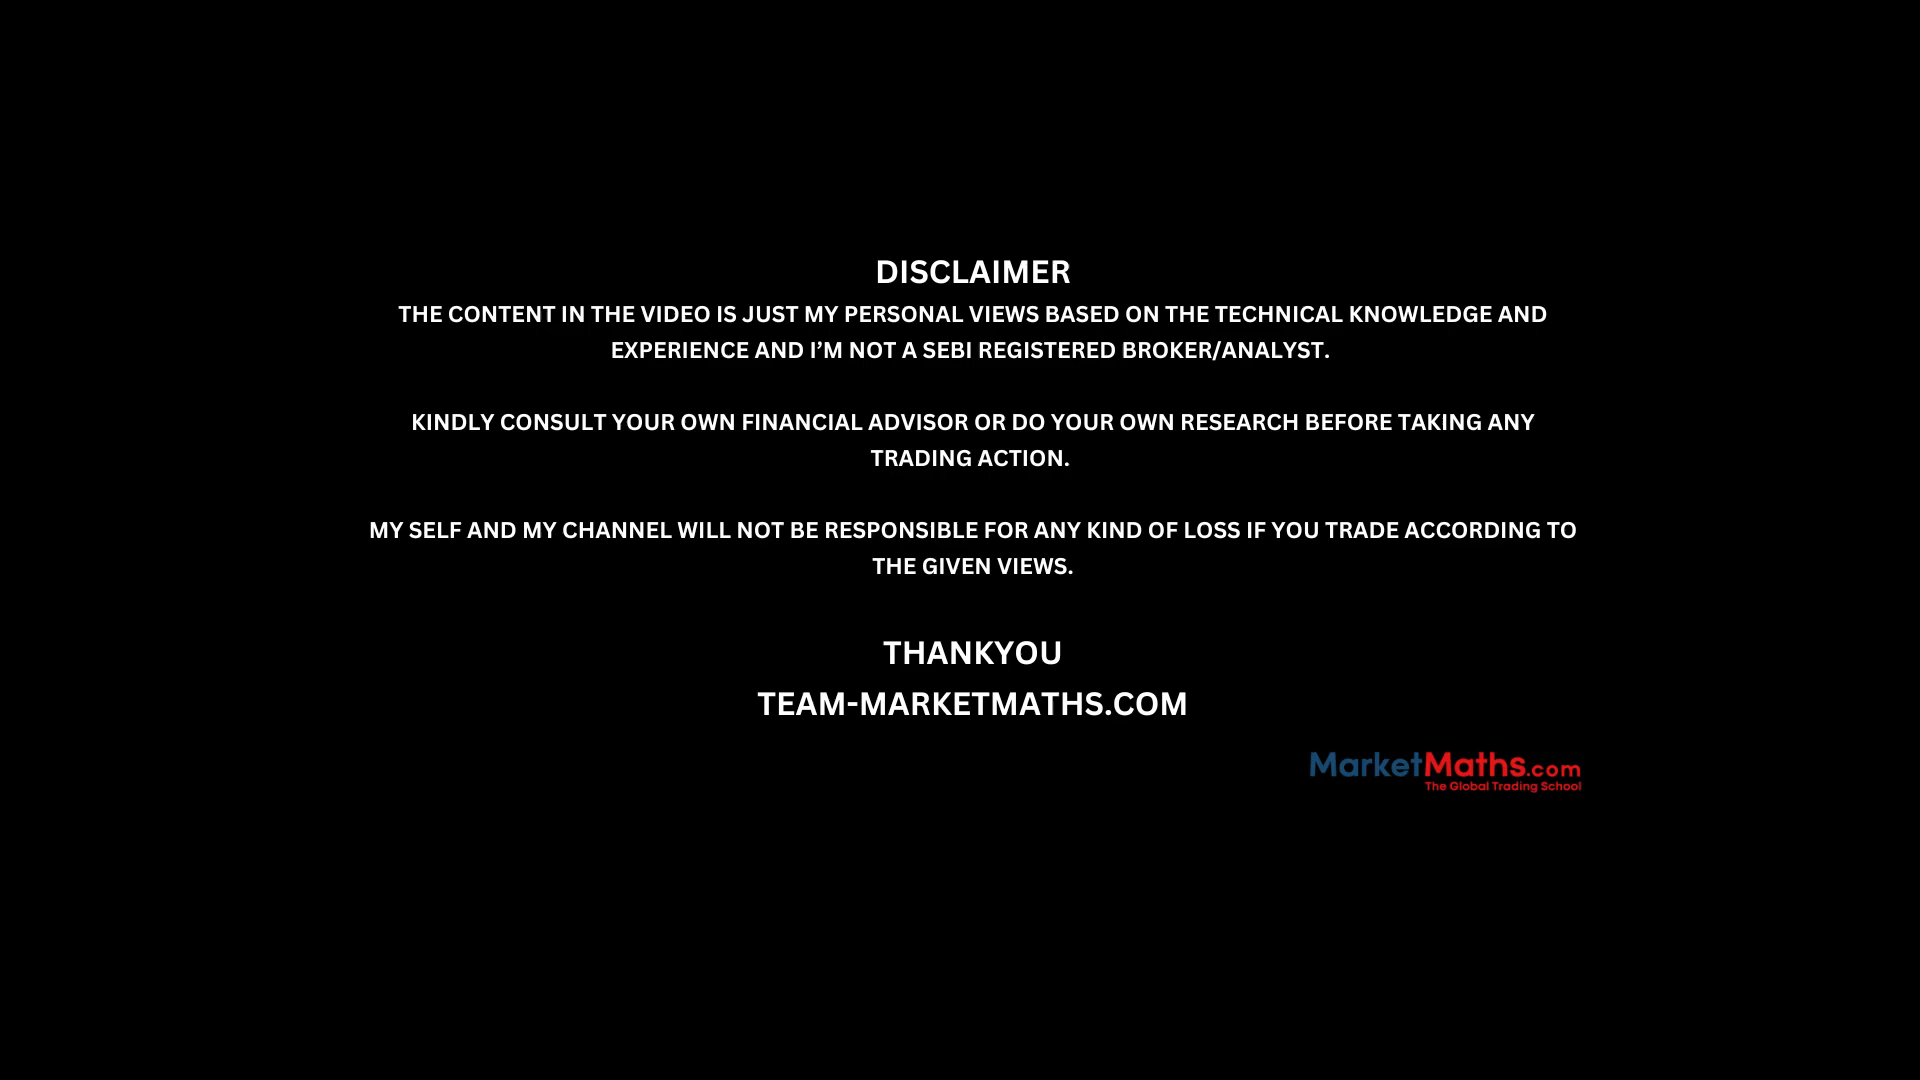 DISCLAIMER
THE CONTENT IN THE VIDEO IS JUST MY PERSONAL VIEWS BASED ON THE TECHNICAL KNOWLEDGE AND
EXPERIENCE AND I’M NOT A SEBI REGISTERED BROKER/ANALYST.
KINDLY CONSULT YOUR OWN FINANCIAL ADVISOR OR DO YOUR OWN RESEARCH BEFORE TAKING ANY
TRADING ACTION.
MY SELF AND MY CHANNEL WILL NOT BE RESPONSIBLE FOR ANY KIND OF LOSS IF YOU TRADE ACCORDING TO
THE GIVEN VIEWS.
THANKYOU
TEAM-MARKETMATHS.COM
MarketMaths.com
The Global Trading School